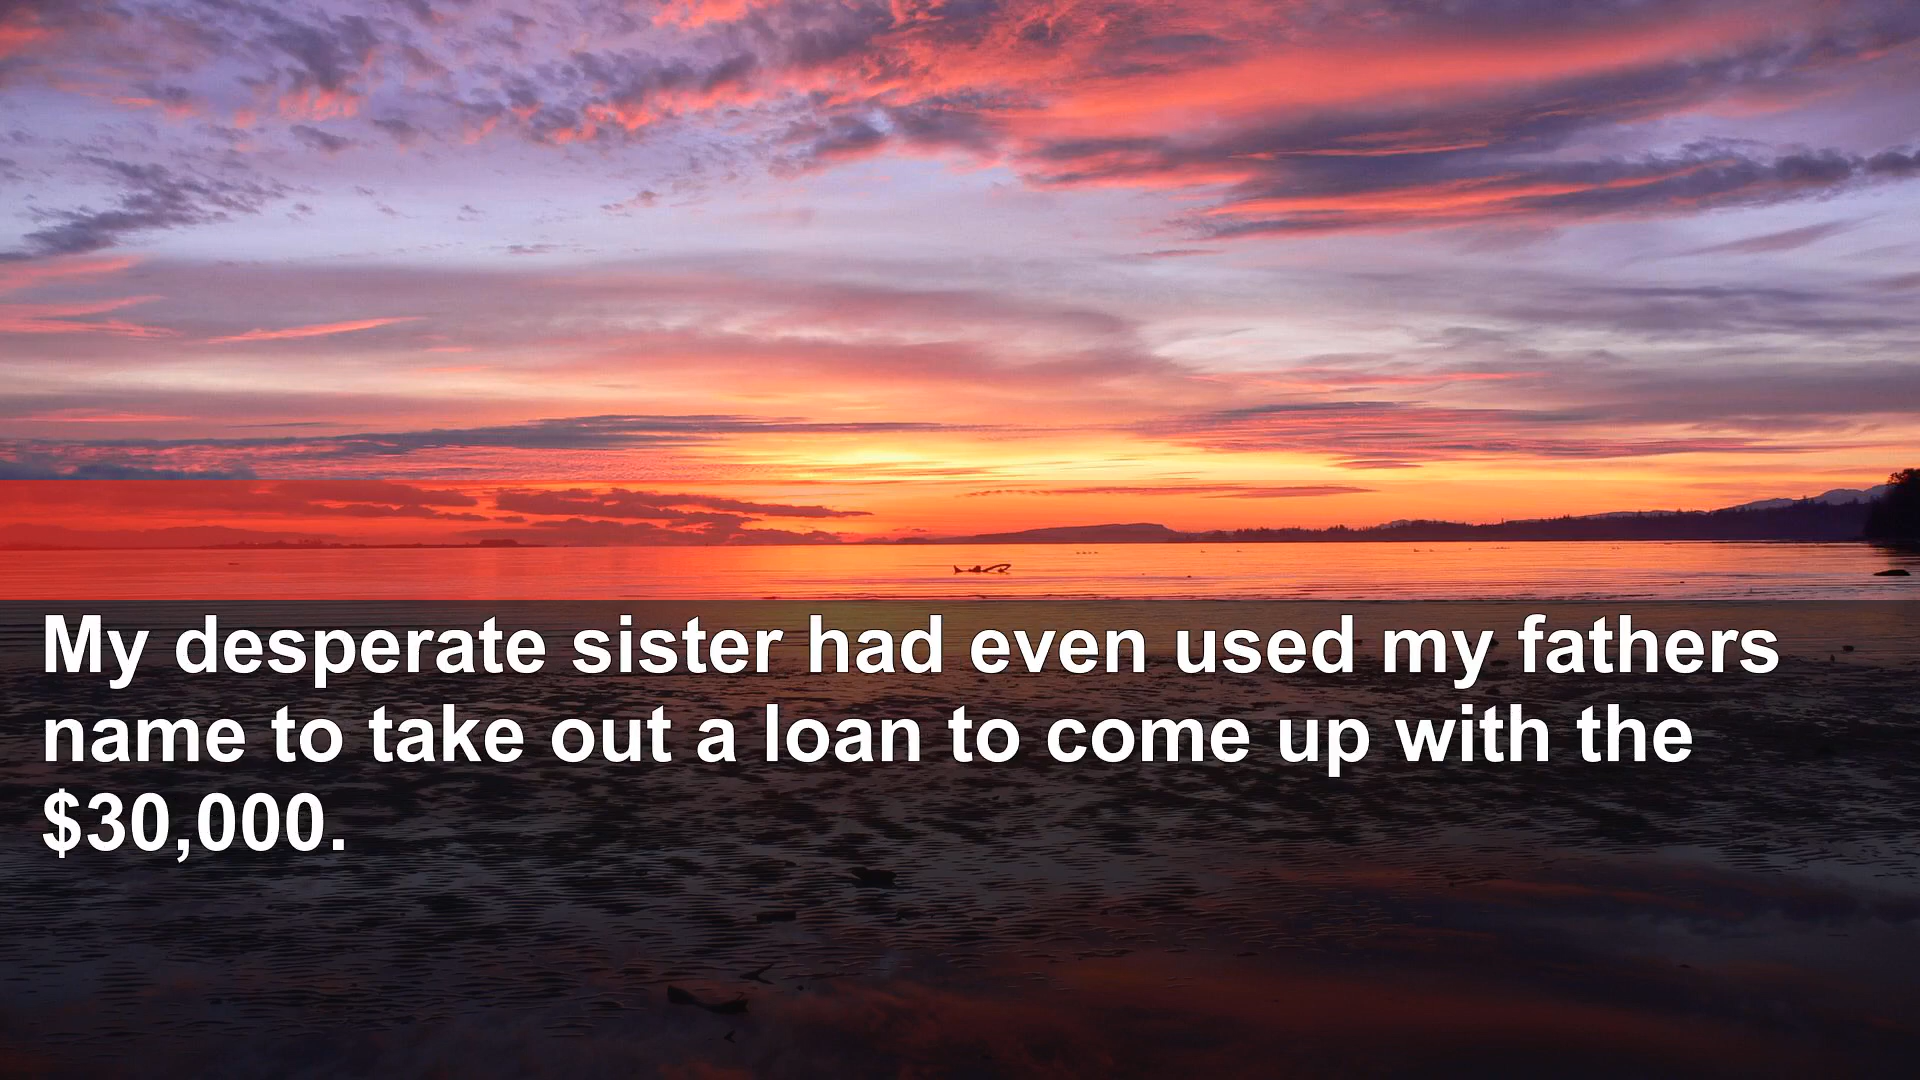 My desperate sister had even used my fathers
name to take out a loan to come up with the
$30,000.